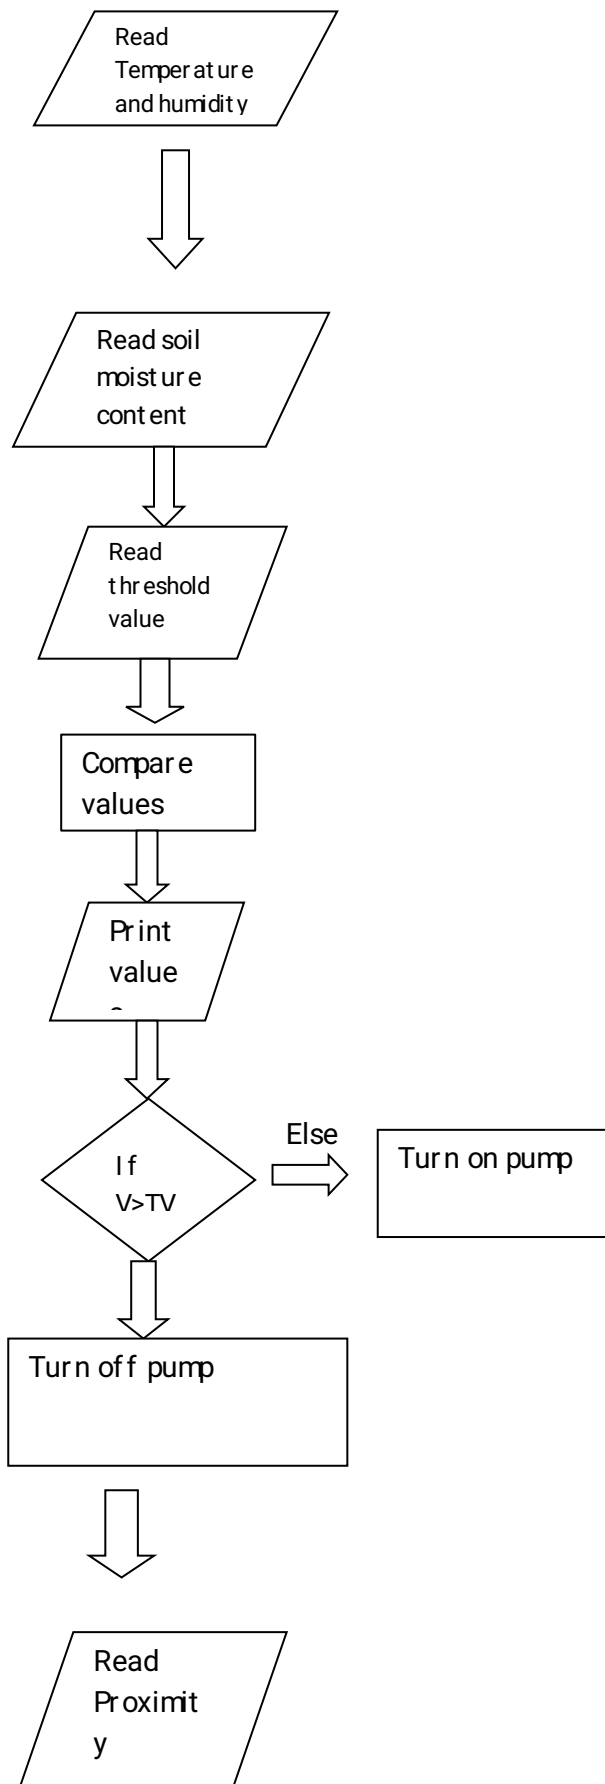 Read
Temperature
and humidity
Read soil
moisture
content
Read
threshold
value
Compare
values
Print
value
If
V>TV
Else
Turn on pump
Turn off pump
Read
Proximit
y